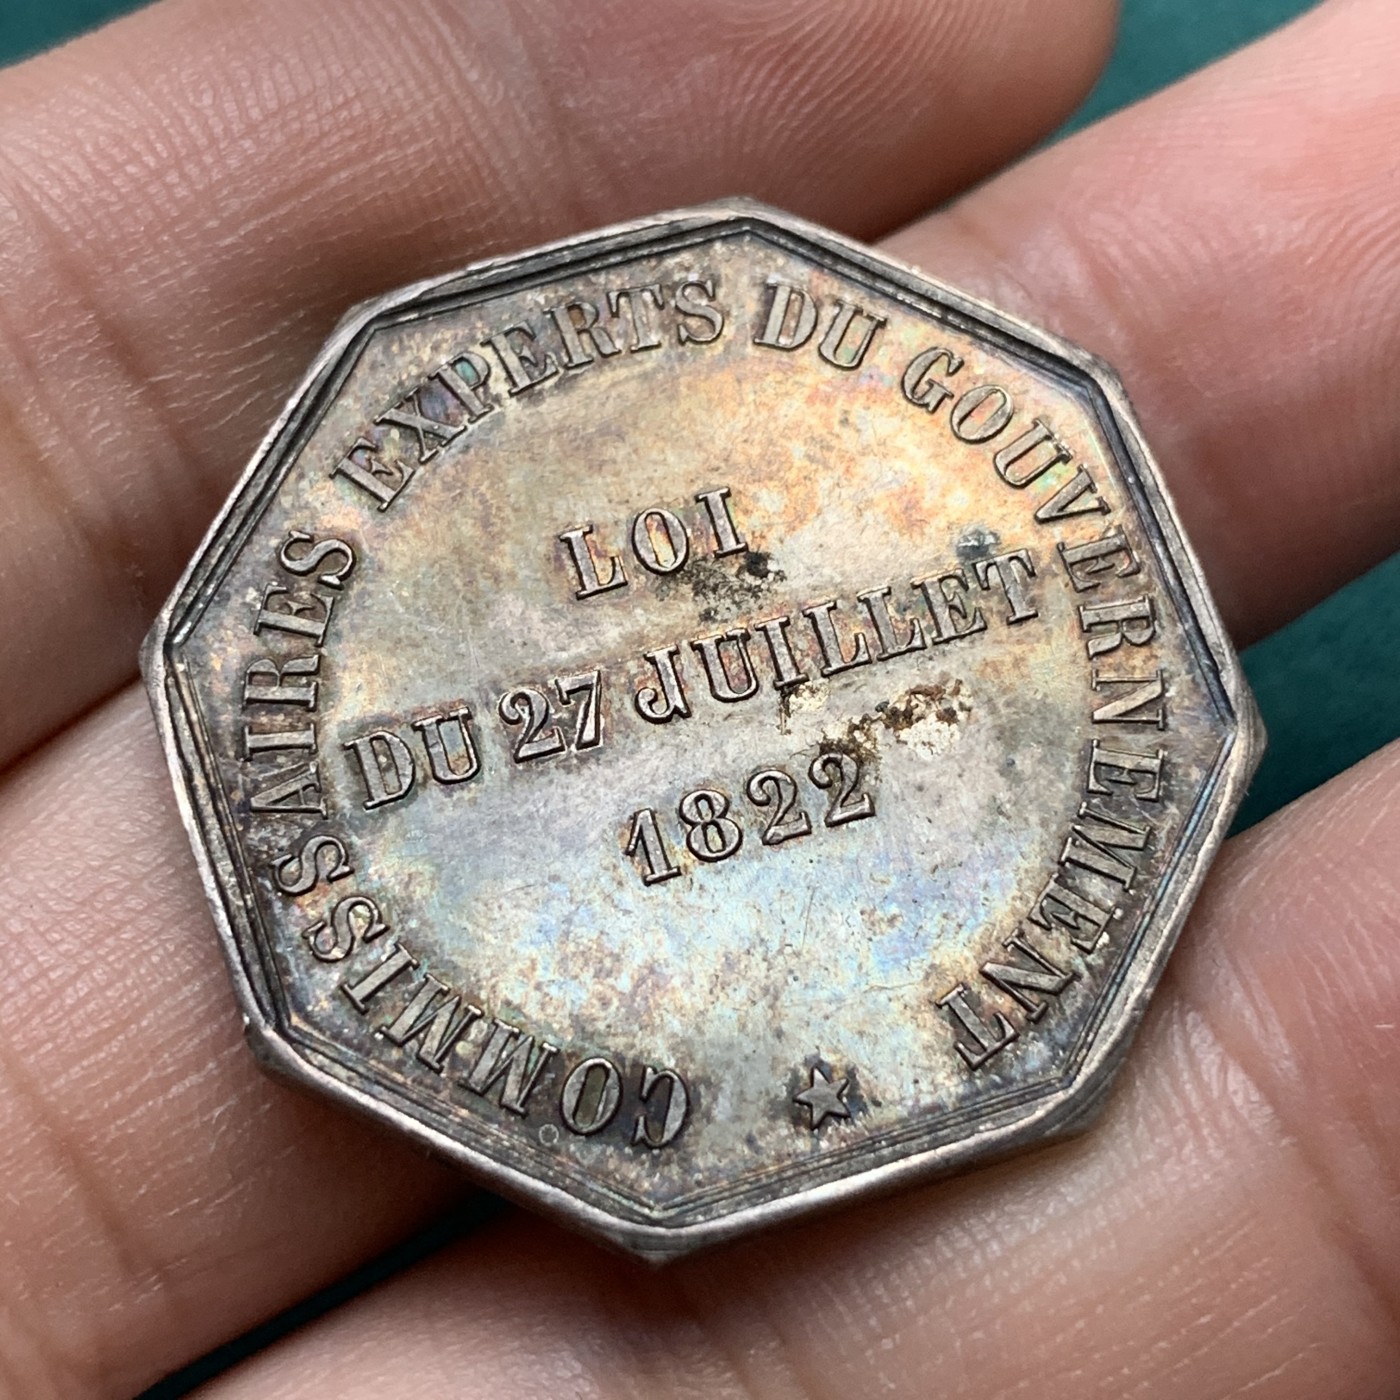 COMMISSAIRES EXPERTS DU GOUVERNEMENT
LOI
DU 27 JUILLET
1822